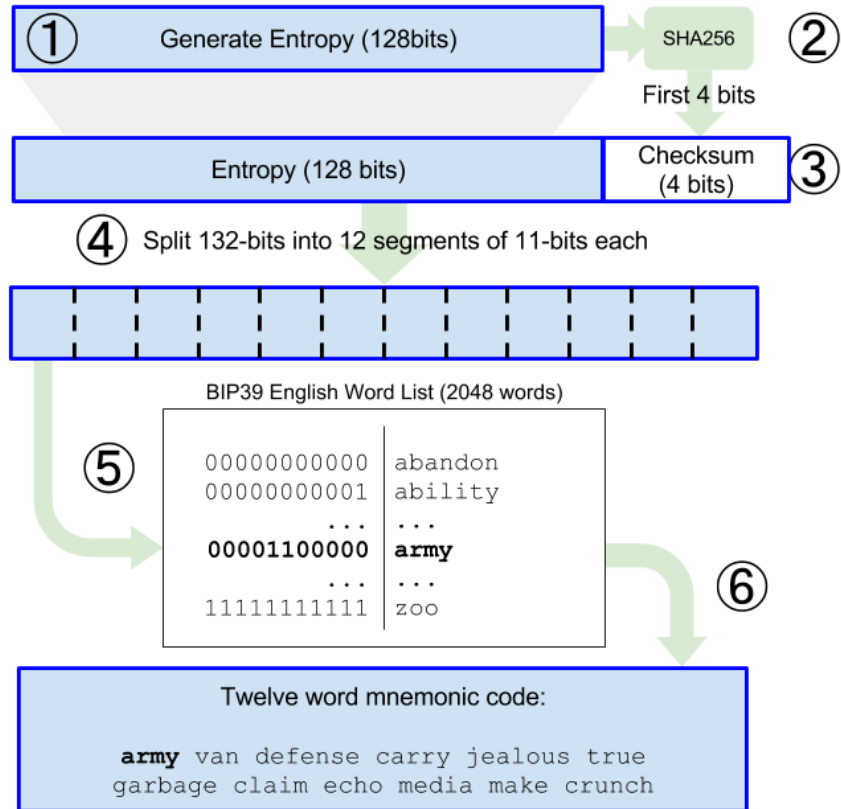 ① Generate Entropy (128bits) SHA256 ②
First 4 bits
Entropy (128 bits) Checksum
(4 bits) ③
④ Split 132-bits into 12 segments of 11-bits each
BIP39 English Word List (2048 words)
⑤
00000000000 abandon
00000000001 ability
... ...
00001100000 army
... ...
11111111111 zoo
⑥
Twelve word mnemonic code:
army van defense carry jealous true
garbage claim echo media make crunch